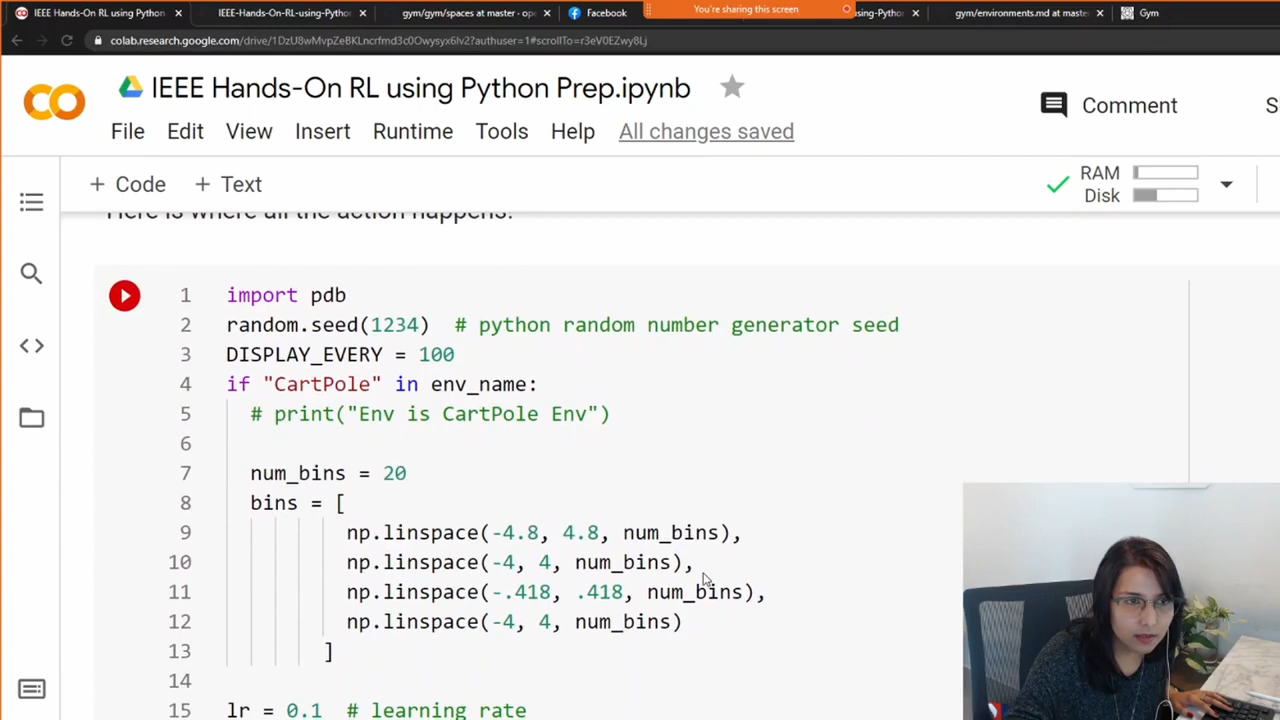 IEEE Hands-On RL using Python
IEEE-Hands-On-RL-using-Python
gym/gym/spaces at master · ope
Facebook
You're sharing this screen
using-Python
gym/environments.md at maste
Gym
colab.research.google.com/drive/1DzU8wMvpZeBKLncrfmd3c0Owysyx6lv2?authuser=1#scrollTo=r3eV0EZwy8Lj
IEEE Hands-On RL using Python Prep.ipynb
Comment
S
File Edit View Insert Runtime Tools Help All changes saved
+ Code + Text
RAM
Disk
Here is where all the action happens!
1 import pdb
2 random.seed(1234) # python random number generator seed
3 DISPLAY_EVERY = 100
4 if "CartPole" in env_name:
5 # print("Env is CartPole Env")
6
7 num_bins = 20
8 bins = [
9 np.linspace(-4.8, 4.8, num_bins),
10 np.linspace(-4, 4, num_bins),
11 np.linspace(-.418, .418, num_bins),
12 np.linspace(-4, 4, num_bins)
13 ]
14
15 lr = 0.1 # learning rate